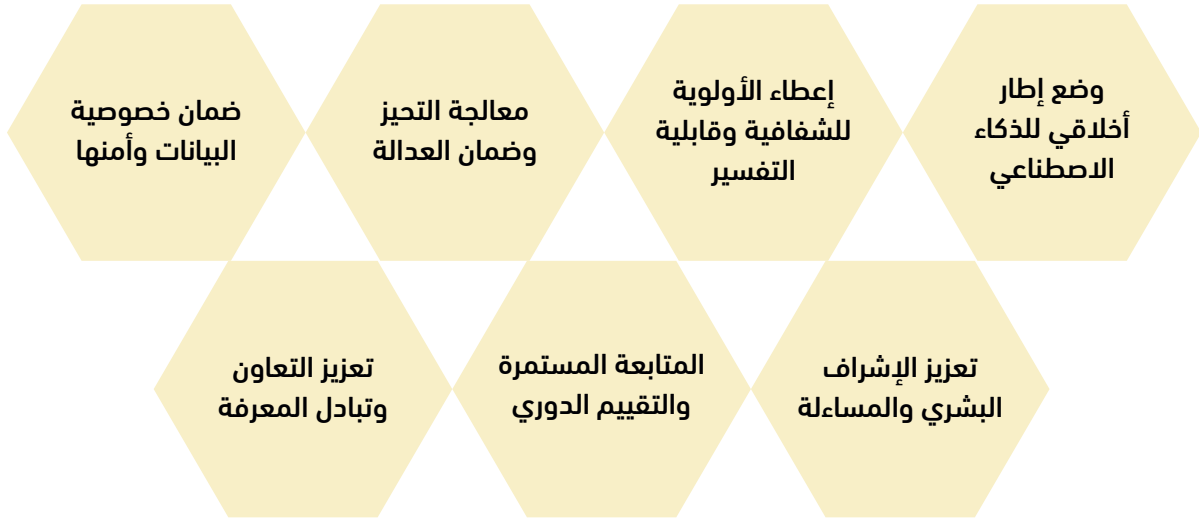 وضع إطار
أخلاقي للذكاء
الاصطناعي
إعطاء الأولوية
للشفافية وقابلية
التفسير
معالجة التحيز
وضمان العدالة
ضمان خصوصية
البيانات وأمنها
تعزيز الإشراف
البشري والمساءلة
المتابعة المستمرة
والتقييم الدوري
تعزيز التعاون
وتبادل المعرفة